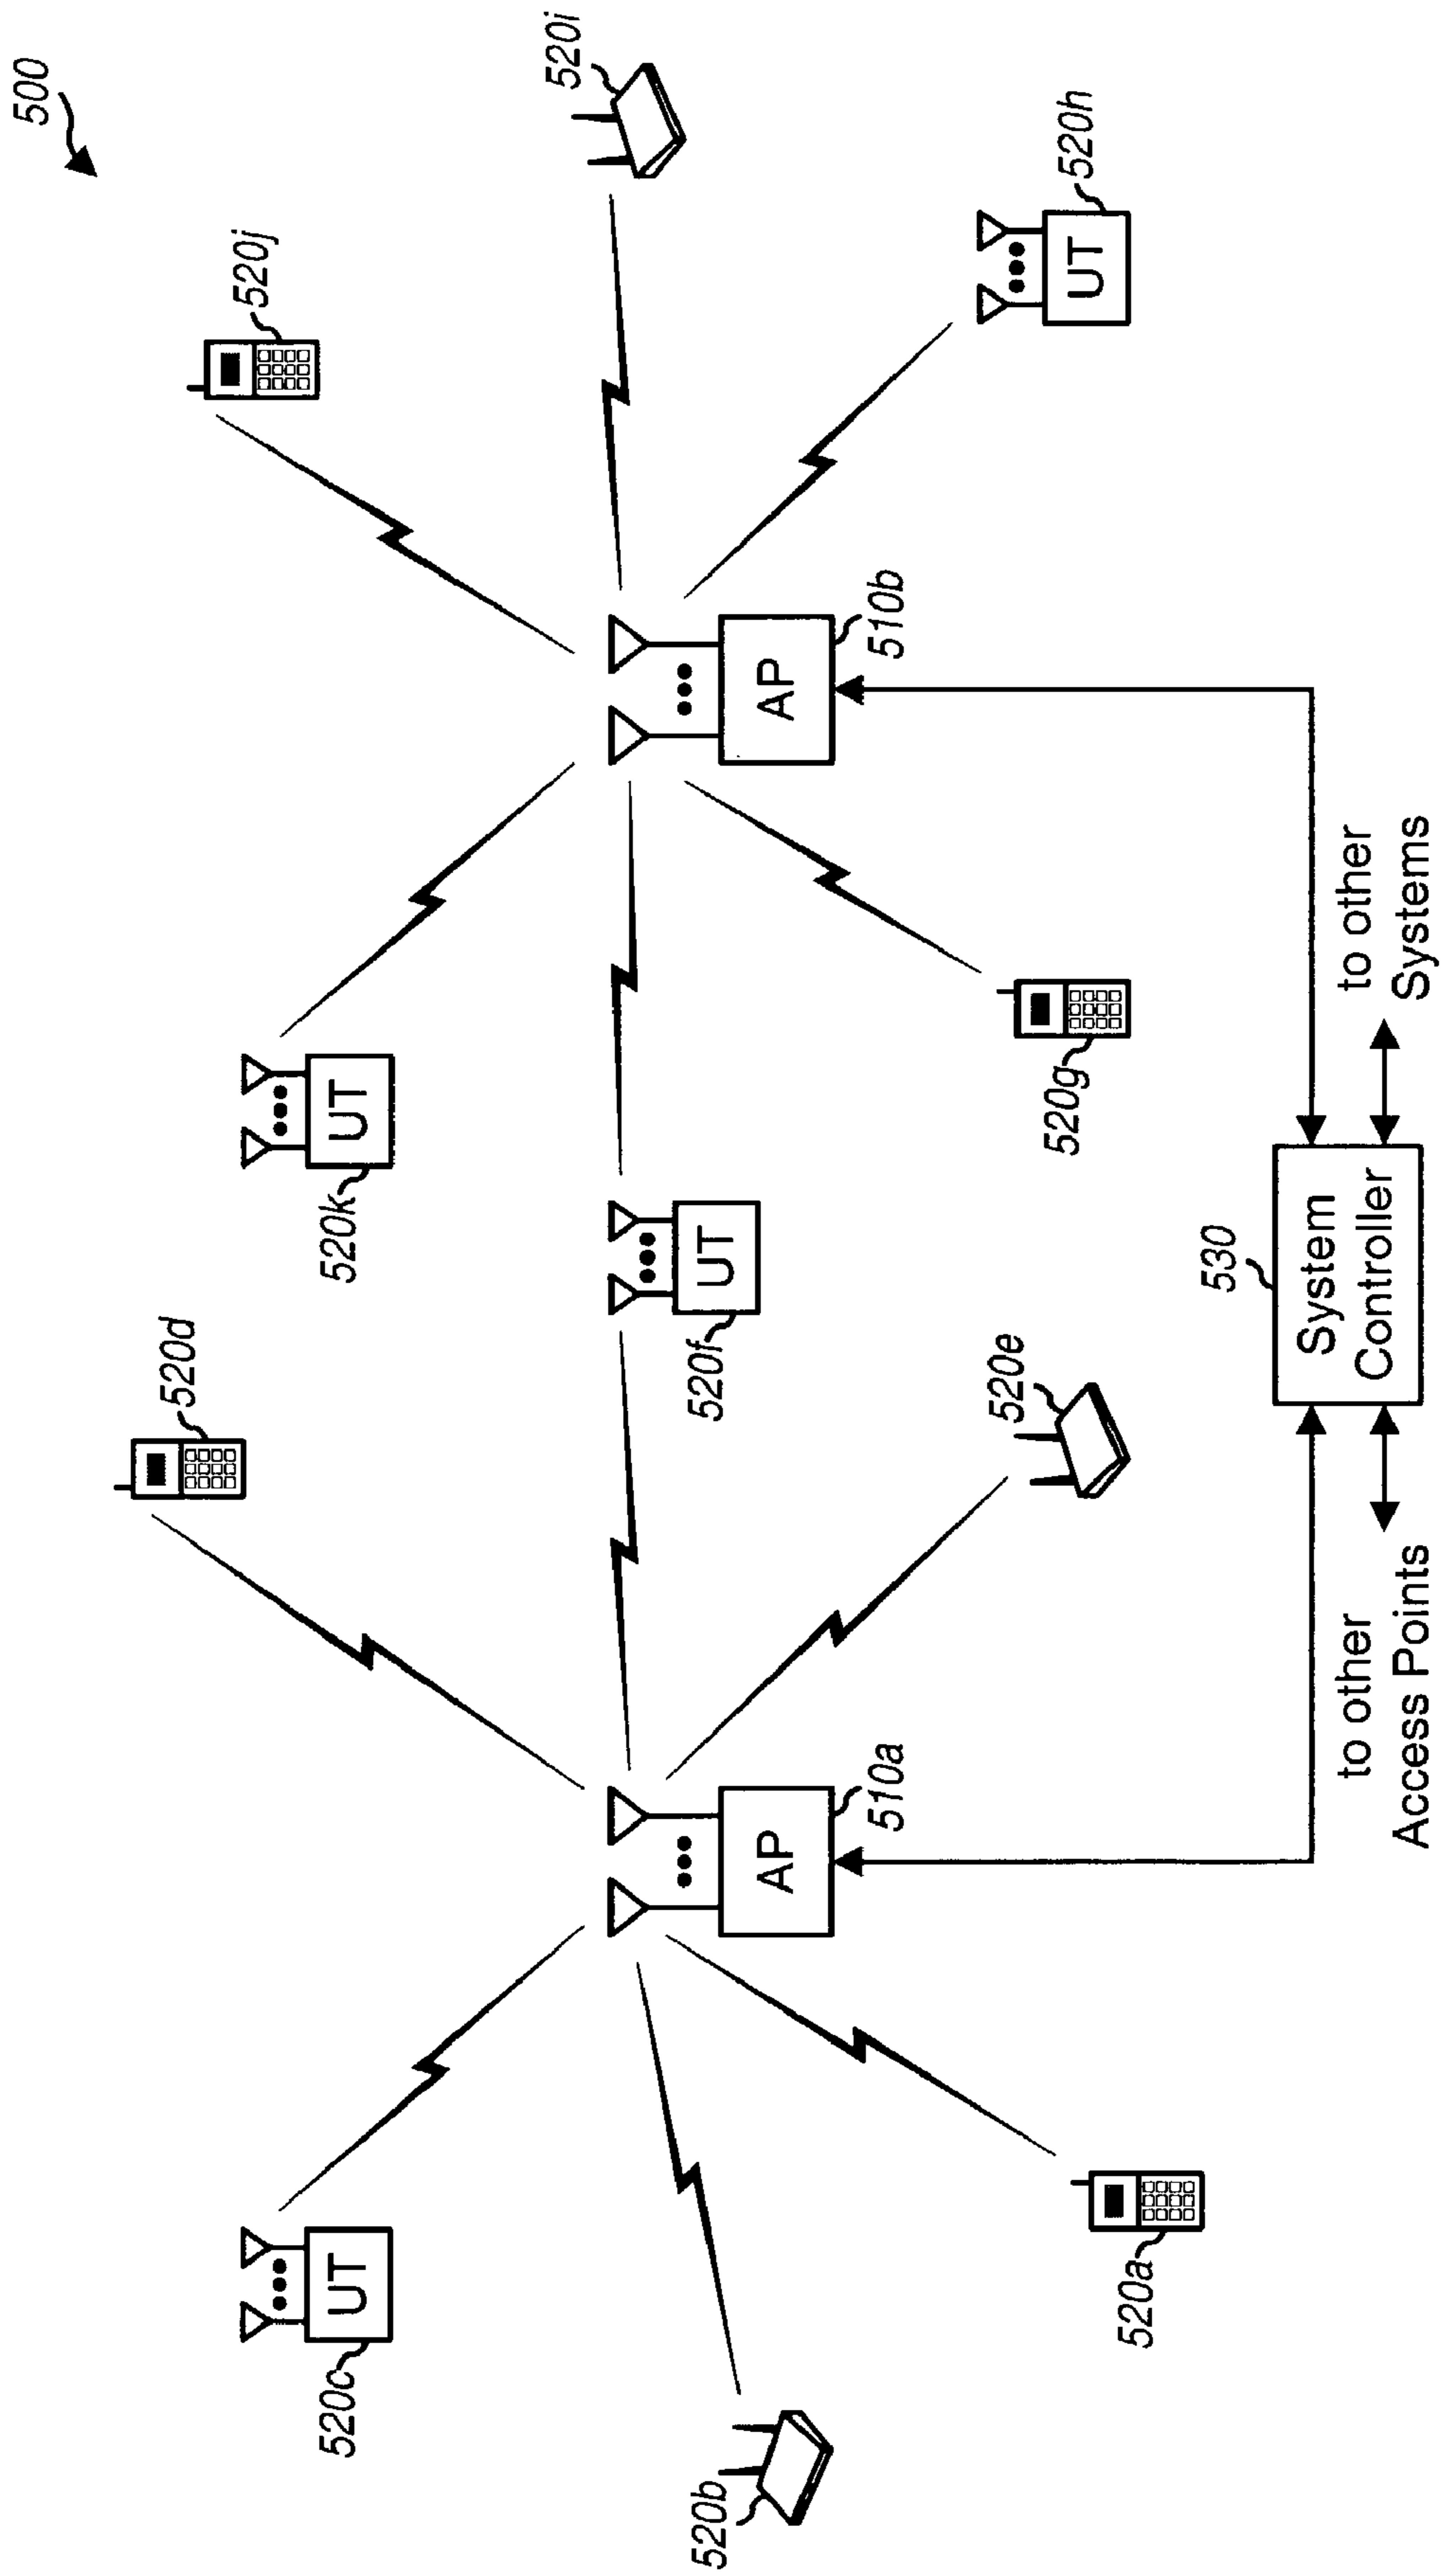 500
520d
520j
520c
UT
520k
UT
520i
520b
520f
UT
AP
510a
AP
510b
520e
520g
520h
UT
520a
530
System
Controller
to other
Access Points
to other
Systems